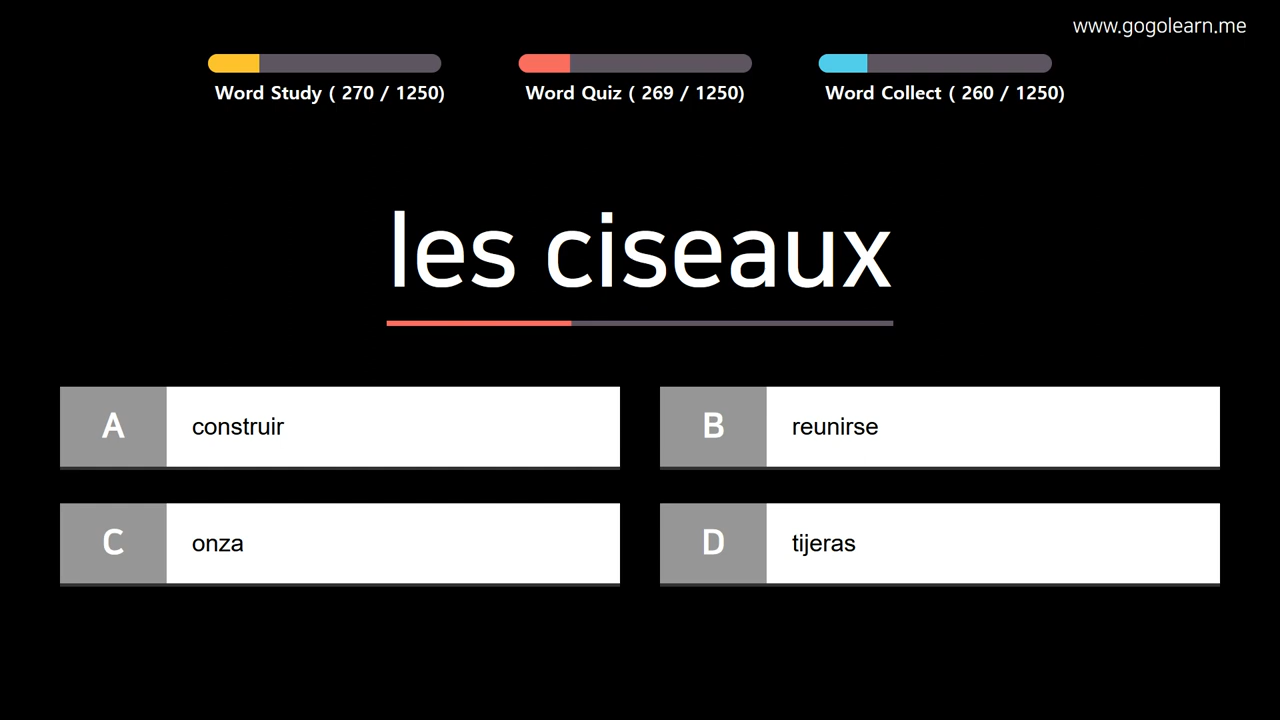 www.gogolearn.me
Word Study ( 270 / 1250)
Word Quiz ( 269 / 1250)
Word Collect ( 260 / 1250)
les ciseaux
A construir
B reunirse
C onza
D tijeras